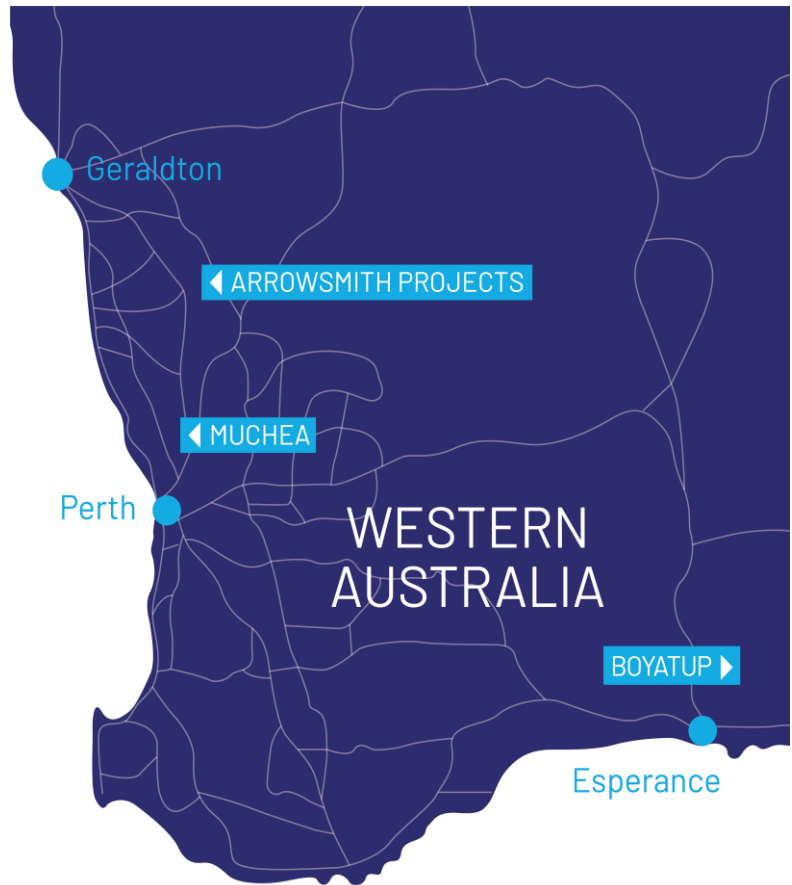 Geraldton
ARROWSMITH PROJECTS
MUCHEA
Perth
WESTERN
AUSTRALIA
BOYATUP
Esperance